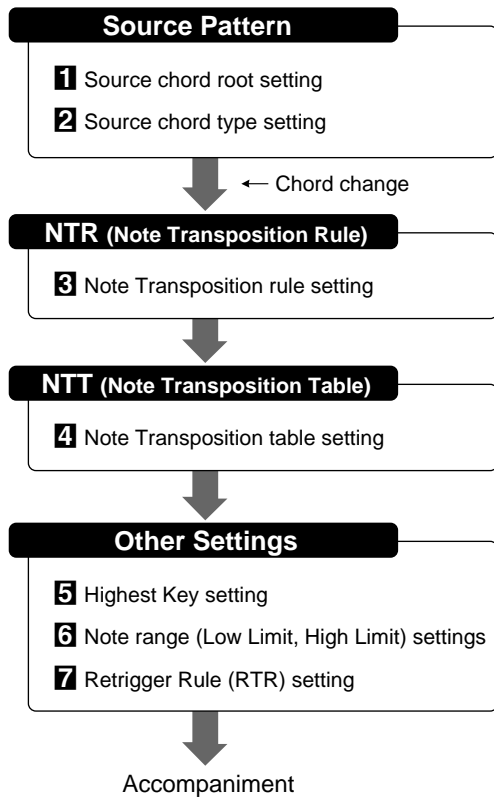 Source Pattern
1 Source chord root setting
2 Source chord type setting
← Chord change
NTR (Note Transposition Rule)
3 Note Transposition rule setting
NTT (Note Transposition Table)
4 Note Transposition table setting
Other Settings
5 Highest Key setting
6 Note range (Low Limit, High Limit) settings
7 Retrigger Rule (RTR) setting
Accompaniment